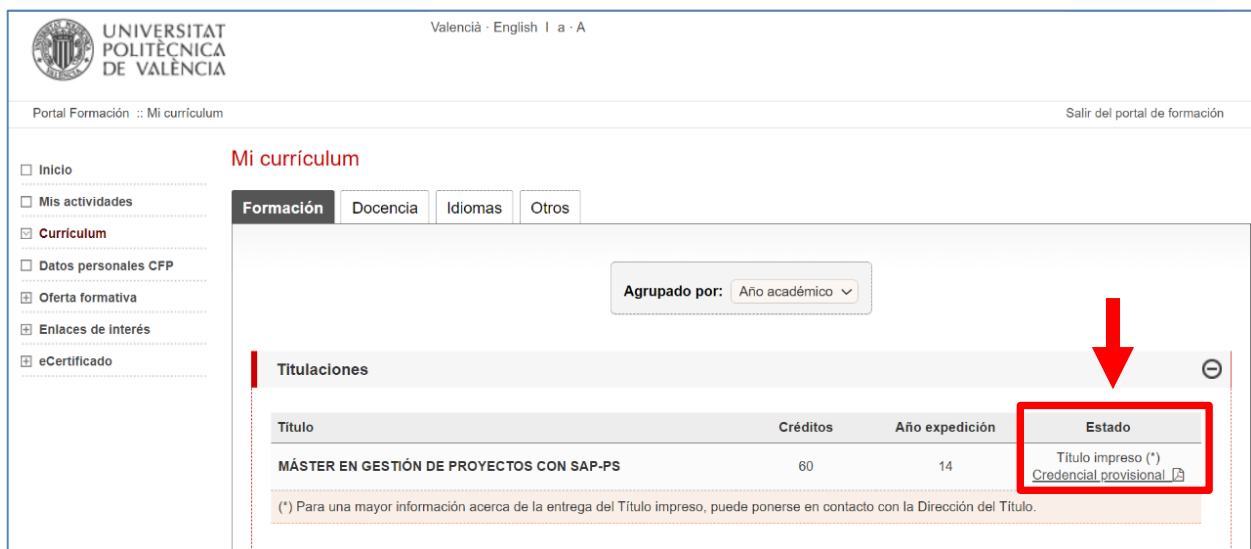 UNIVERSITAT
POLITÈCNICA
DE VALÈNCIA
Valencià · English | a · A
Portal Formación :: Mi currículum
Salir del portal de formación
Inicio
Mis actividades
Currículum
Datos personales CFP
Oferta formativa
Enlaces de interés
eCertificado
Mi currículum
Formación Docencia Idiomas Otros
Agrupado por: Año académico
Titulaciones
Título Créditos Año expedición Estado
MÁSTER EN GESTIÓN DE PROYECTOS CON SAP-PS 60 14 Título impreso (*)
Credencial provisional
(*) Para una mayor información acerca de la entrega del Título impreso, puede ponerse en contacto con la Dirección del Título.